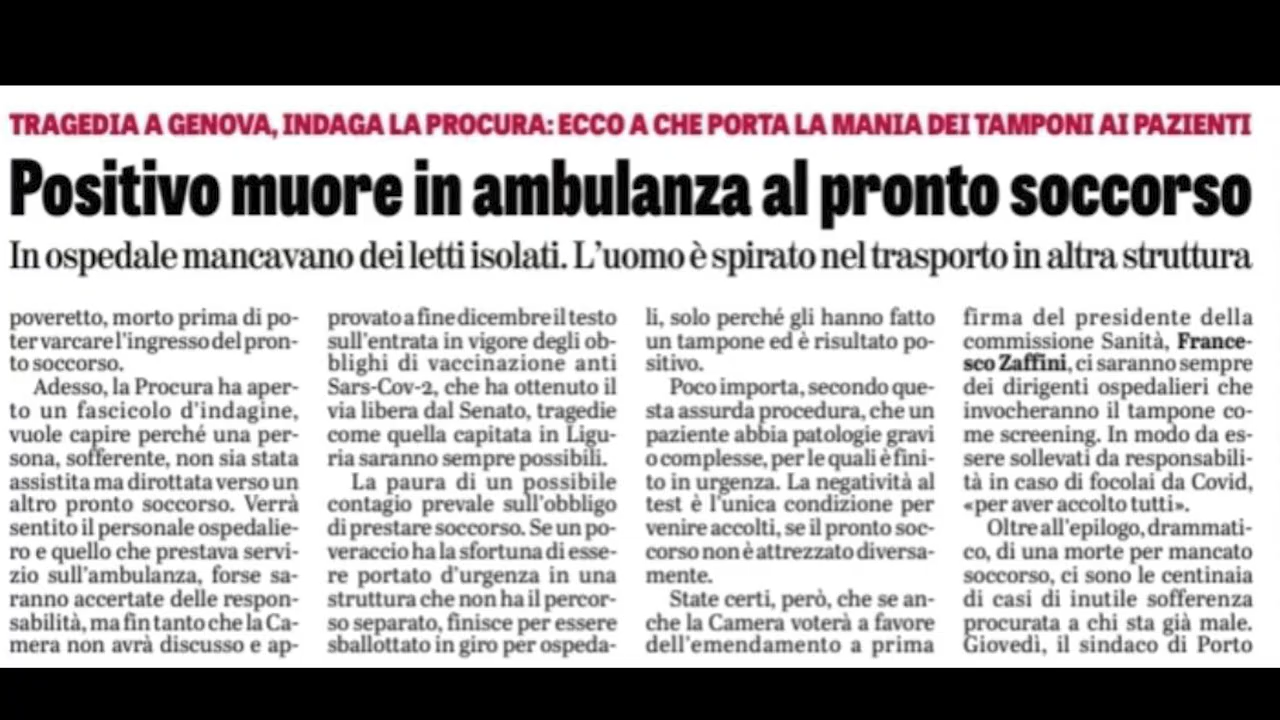 TRAGEDIA A GENOVA, INDAGA LA PROCURA: ECCO A CHE PORTA LA MANIA DEI TAMPONI AI PAZIENTI
Positivo muore in ambulanza al pronto soccorso
In ospedale mancavano dei letti isolati. L'uomo è spirato nel trasporto in altra struttura
poveretto, morto prima di po-
ter varcare l'ingresso del pron-
to soccorso.
Adesso, la Procura ha aper-
to un fascicolo d'indagine,
vuole capire perché una per-
sona, sofferente, non sia stata
assistita ma dirottata verso un
altro pronto soccorso. Verrà
sentito il personale ospedalie-
ro e quello che prestava servi-
zio sull'ambulanza, forse sa-
ranno accertate delle respon-
sabilità, ma fin tanto che la Ca-
mera non avrà discusso e ap-
provato a fine dicembre il testo
sull'entrata in vigore degli ob-
blighi di vaccinazione anti
Sars-Cov-2, che ha ottenuto il
via libera dal Senato, tragedie
come quella capitata in Ligu-
ria saranno sempre possibili.
La paura di un possibile
contagio prevale sull'obbligo
di prestare soccorso. Se un po-
veraccio ha la sfortuna di esse-
re portato d'urgenza in una
struttura che non ha il percor-
so separato, finisce per essere
sballottato in giro per ospeda-
li, solo perché gli hanno fatto
un tampone ed è risultato po-
sitivo.
Poco importa, secondo que-
sta assurda procedura, che un
paziente abbia patologie gravi
o complesse, per le quali è fini-
to in urgenza. La negatività al
test è l'unica condizione per
venire accolti, se il pronto soc-
corso non è attrezzato diversa-
mente.
State certi, però, che se an-
che la Camera voterà a favore
dell'emendamento a prima
firma del presidente della
commissione Sanità, France-
sco Zaffini, ci saranno sempre
dei dirigenti ospedalieri che
invocheranno il tampone co-
me screening. In modo da es-
sere sollevati da responsabili-
tà in caso di focolai da Covid,
«per aver accolto tutti».
Oltre all'epilogo, drammati-
co, di una morte per mancato
soccorso, ci sono le centinaia
di casi di inutile sofferenza
procurata a chi sta già male.
Giovedì, il sindaco di Porto